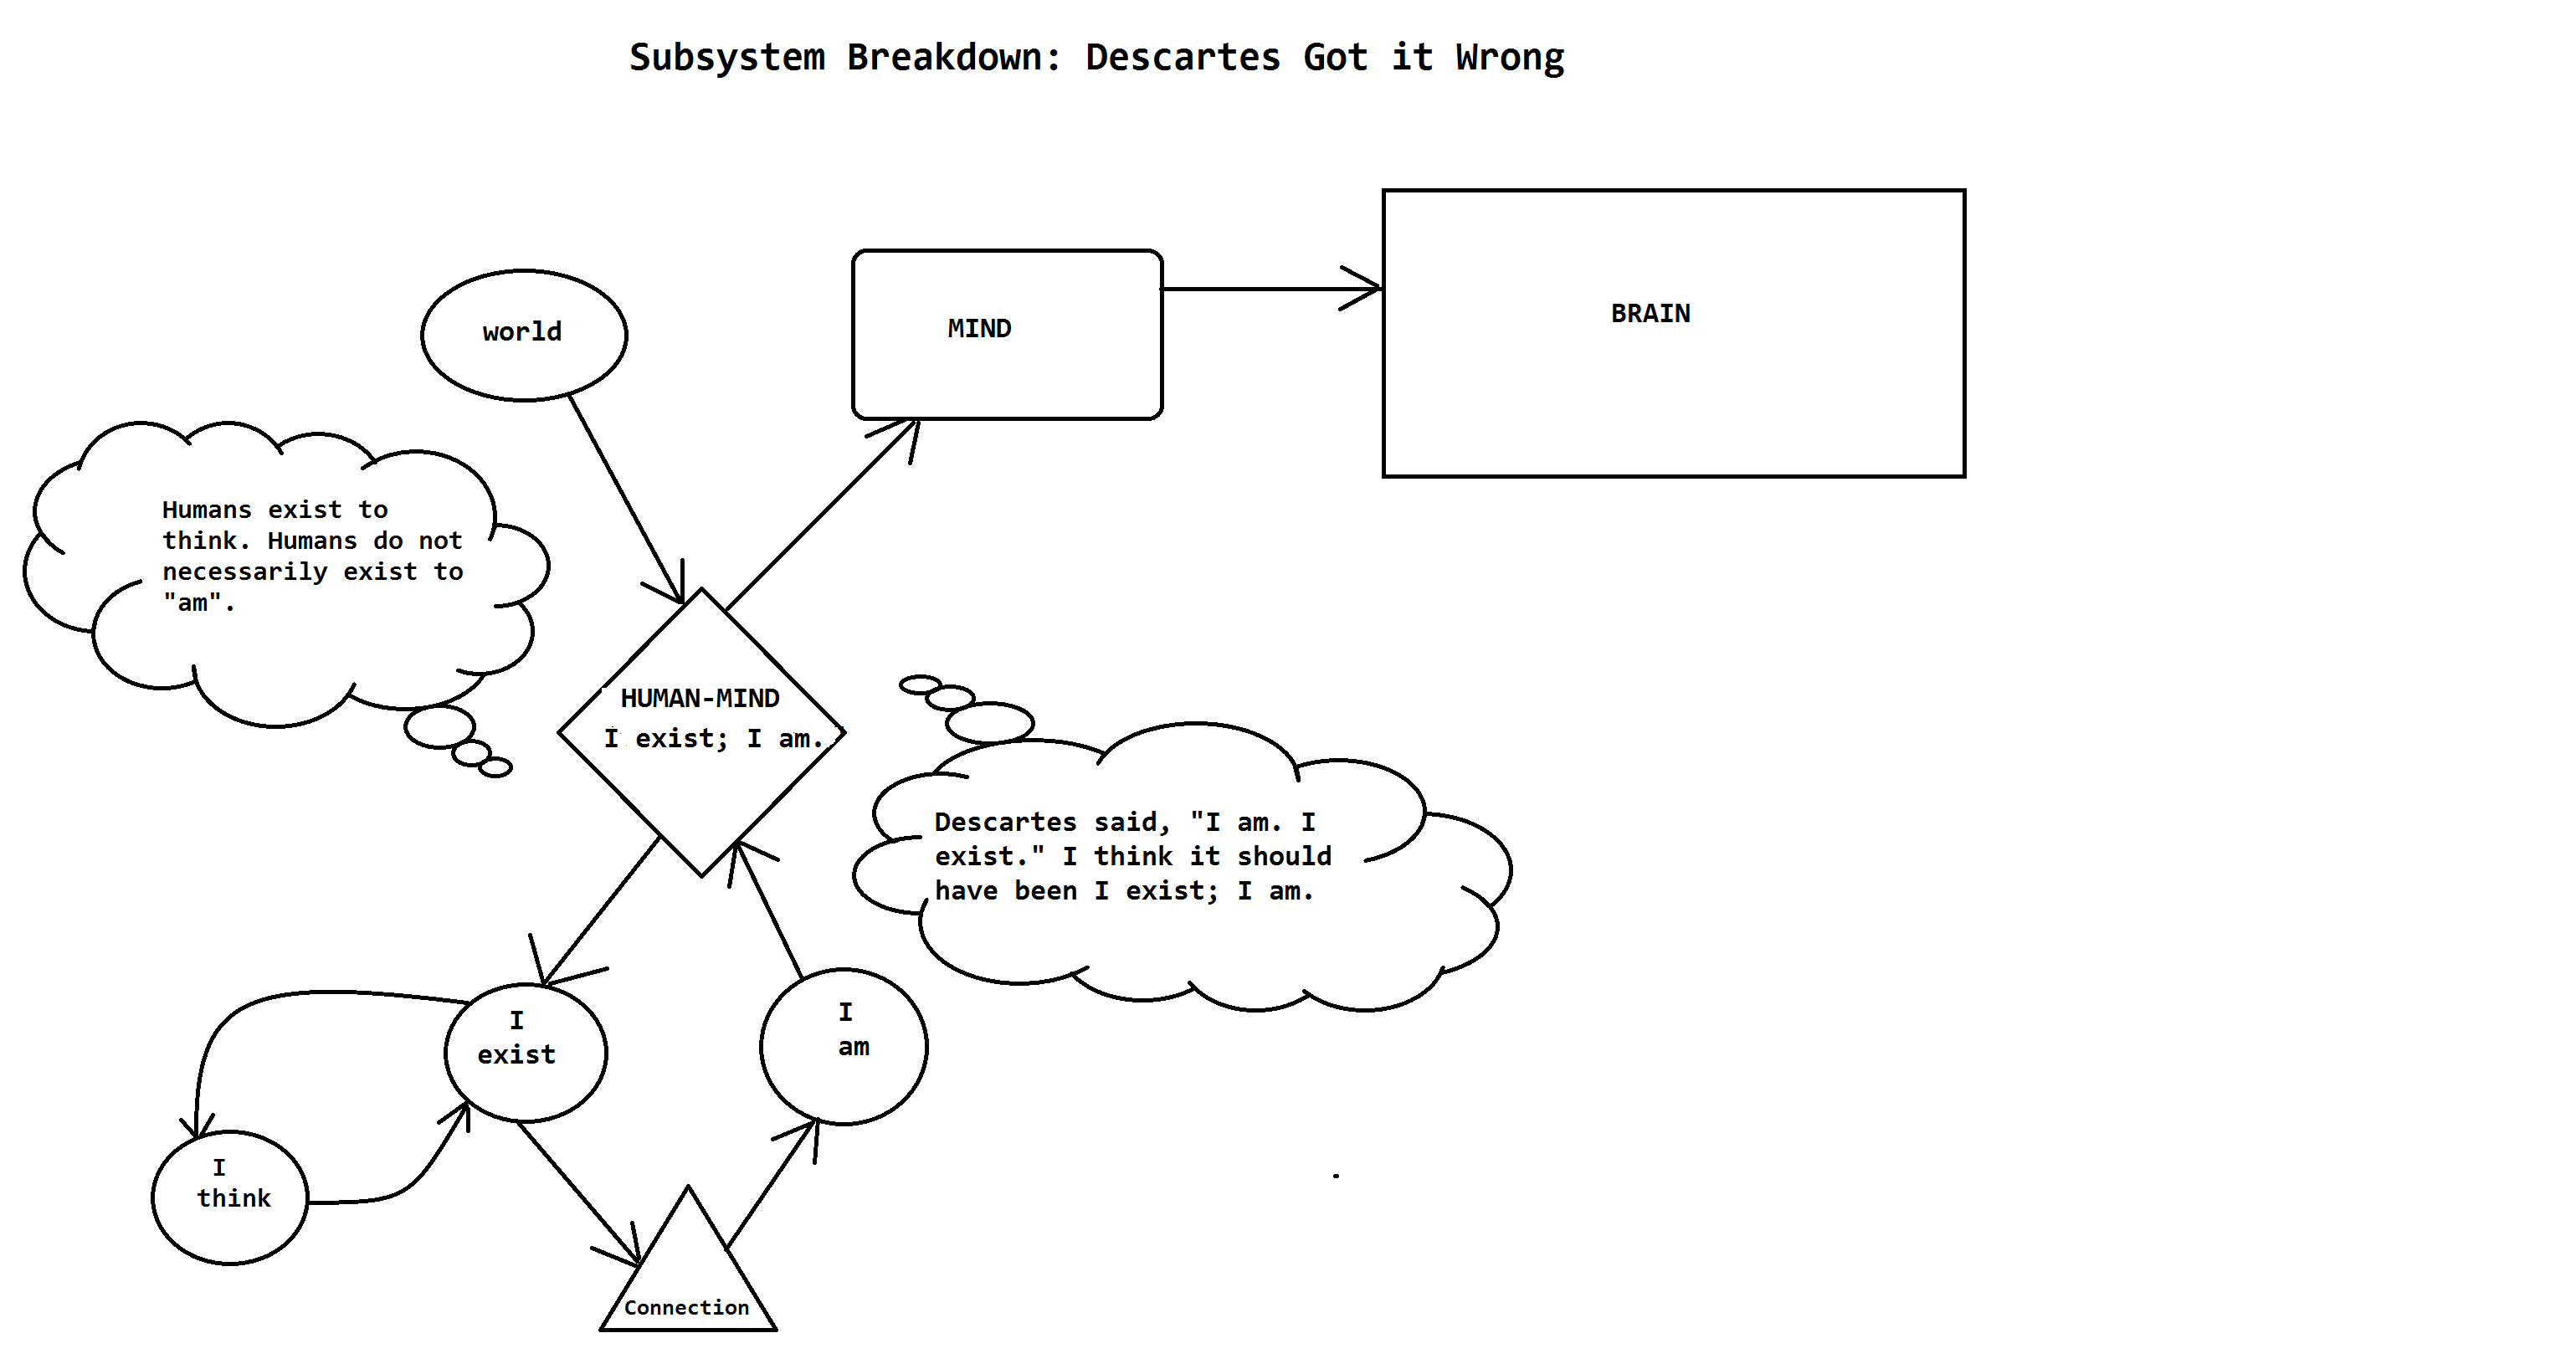 Subsystem Breakdown: Descartes Got it Wrong
world
MIND
BRAIN
Humans exist to
think. Humans do not
necessarily exist to
"am".
HUMAN-MIND
I exist; I am.
Descartes said, "I am. I
exist." I think it should
have been I exist; I am.
I
exist
I
am
I
think
Connection